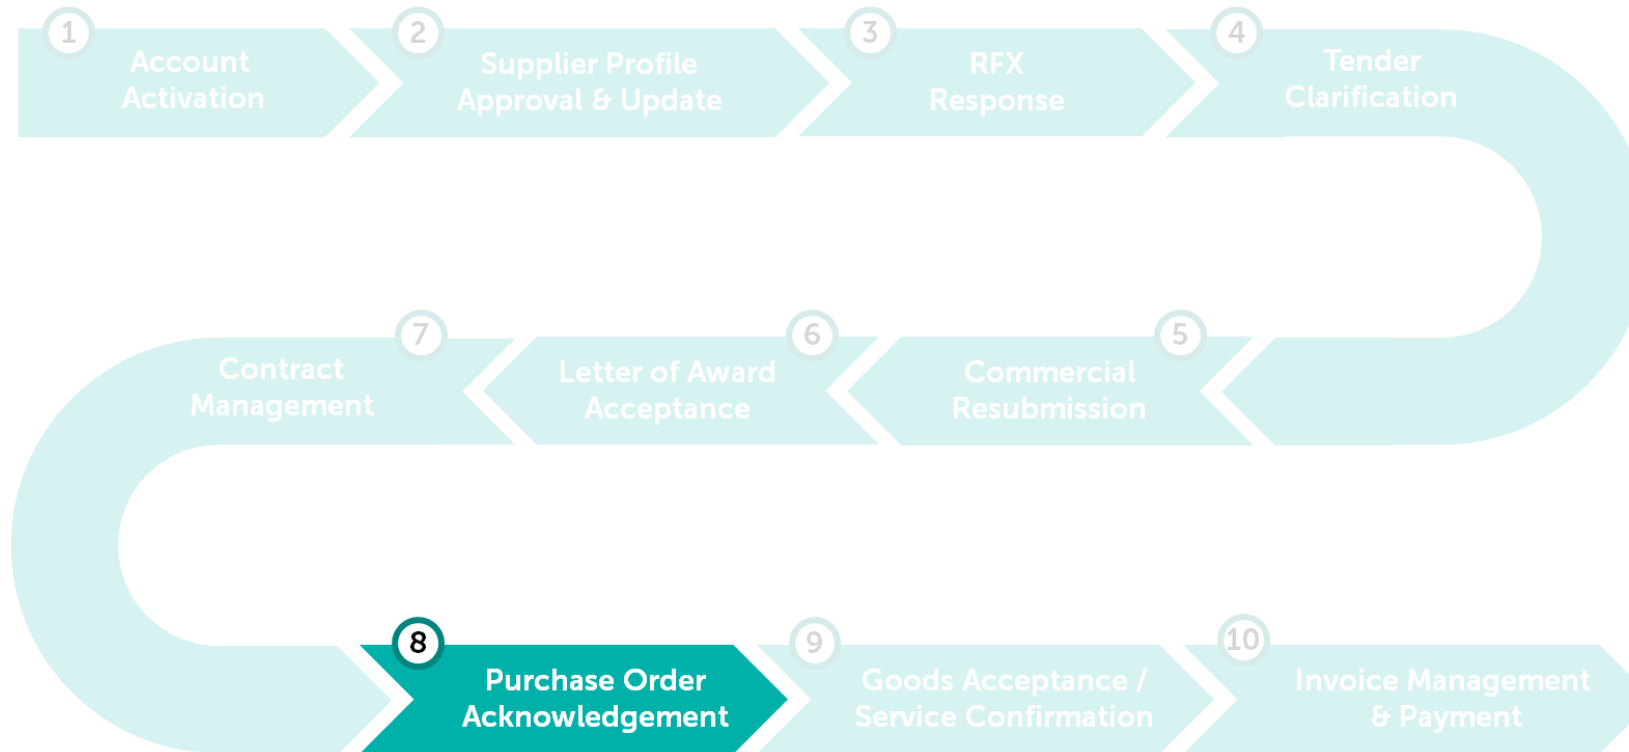 1
Account
Activation
2
Supplier Profile
Approval & Update
3
RFX
Response
4
Tender
Clarification
5
Commercial
Resubmission
6
Letter of Award
Acceptance
7
Contract
Management
8
Purchase Order
Acknowledgement
9
Goods Acceptance /
Service Confirmation
10
Invoice Management
& Payment